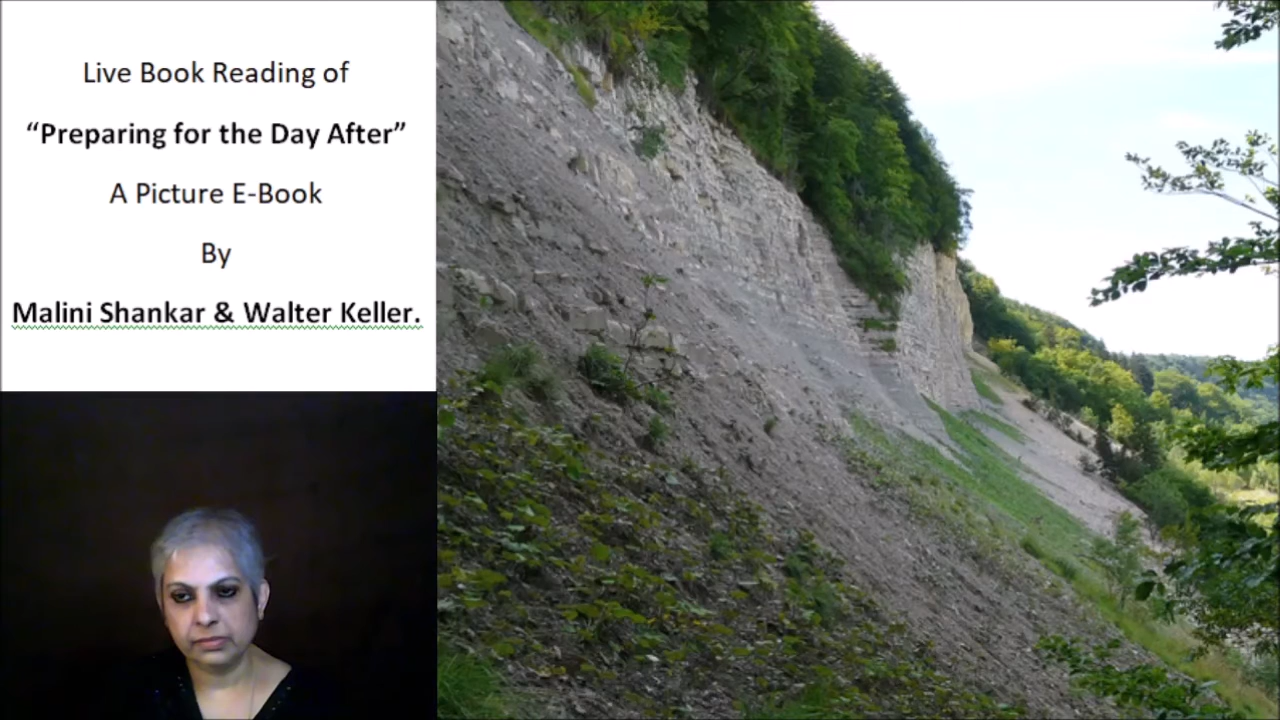 Live Book Reading of
“Preparing for the Day After”
A Picture E-Book
By
Malini Shankar & Walter Keller.